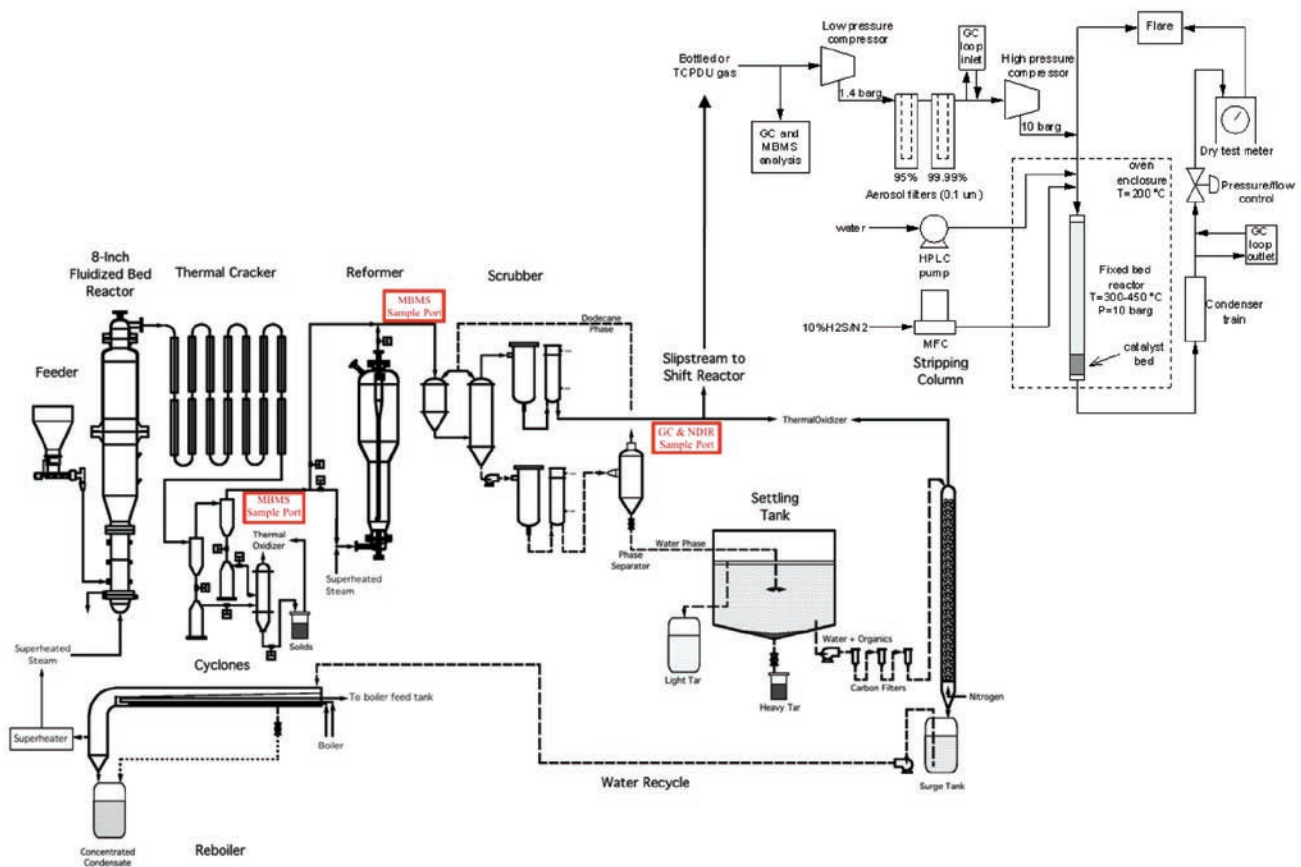 Low pressure
compressor
Bottled or
TCPDU gas
1.4 barg
GC
loop
inlet
High pressure
compressor
10 barg
Flare
GC and
MBMS
analysis
95%
99.99%
Aerosol filters (0.1 um)
oven
enclosure
T=200 °C
Dry test meter
Pressure/flow
control
water
HPLC
pump
GC
loop
outlet
Fixed bed
reactor
T=300-450 °C
P=10 barg
Condenser
train
10%H2S/N2
MFC
catalyst
bed
Stripping
Column
8-Inch
Fluidized Bed
Reactor
Thermal Cracker
Reformer
Scrubber
MBMS
Sample Port
Dodecane
Phase
Slipstream to
Shift Reactor
Feeder
ThermalOxidizer
GC & NDIR
Sample Port
MBMS
Sample Port
Thermal
Oxidizer
Settling
Tank
Superheated
Steam
Phase
Separator
Water Phase
Solids
Superheated
Steam
Cyclones
Water + Organics
Light Tar
Heavy Tar
Carbon Filters
Nitrogen
To boiler feed tank
Superheater
Boiler
Water Recycle
Surge Tank
Concentrated
Condensate
Reboiler